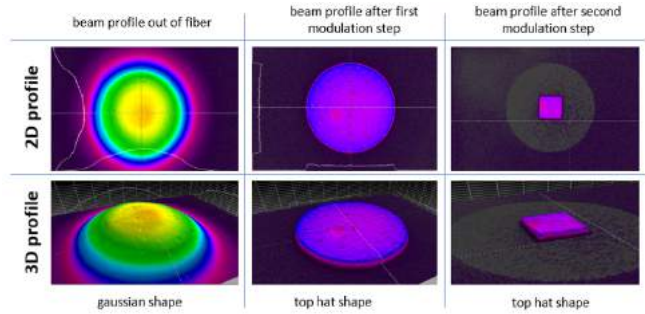 beam profile out of fiber
beam profile after first
modulation step
beam profile after second
modulation step
2D profile
3D profile
gaussian shape
top hat shape
top hat shape